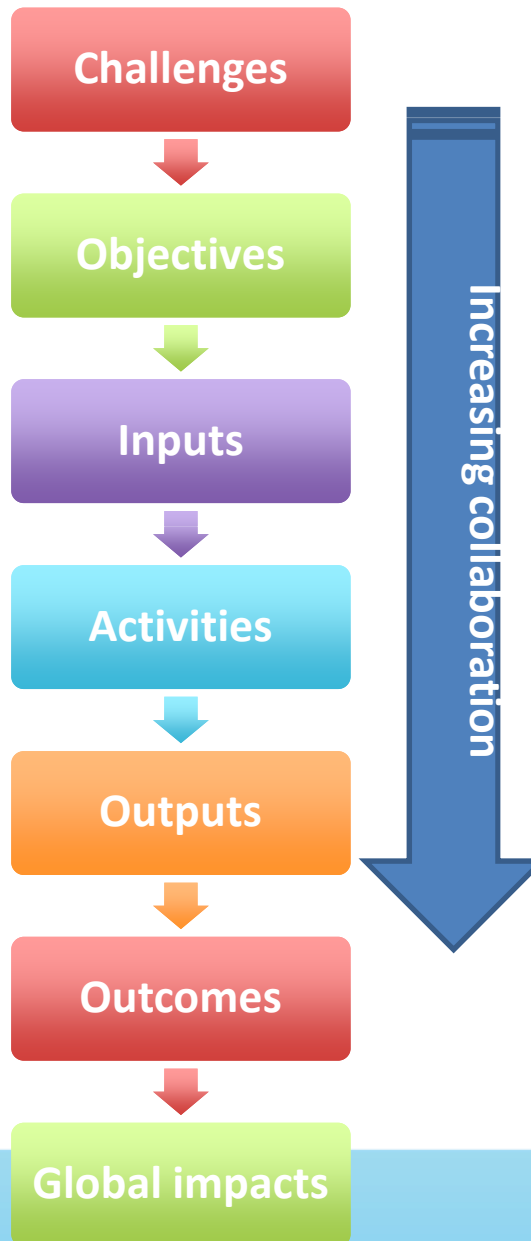 Challenges
Objectives
Inputs
Activities
Outputs
Outcomes
Global impacts
Increasing collaboration